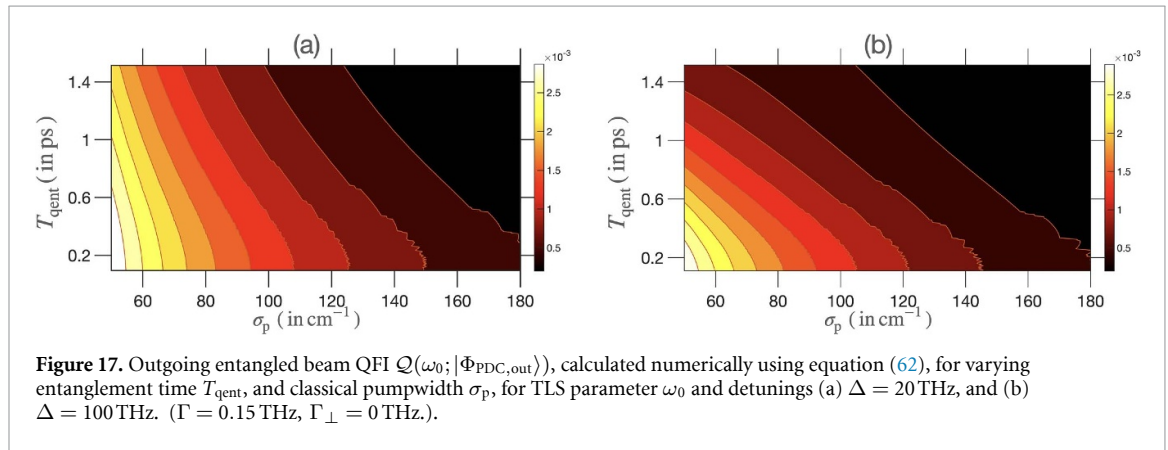 (a)
(b)
×10⁻³
×10⁻³
1.4
1
0.6
0.2
T_qent ( in ps )
60 80 100 120 140 160 180
σ_p ( in cm⁻¹ )
2.5
2
1.5
1
0.5
1.4
1
0.6
0.2
T_qent ( in ps )
60 80 100 120 140 160 180
σ_p ( in cm⁻¹ )
2.5
2
1.5
1
0.5
Figure 17. Outgoing entangled beam QFI 𝒬(ω₀; |Φ_PDC,out⟩), calculated numerically using equation (62), for varying
entanglement time T_qent, and classical pumpwidth σ_p, for TLS parameter ω₀ and detunings (a) Δ = 20 THz, and (b)
Δ = 100 THz. (Γ = 0.15 THz, Γ_⊥ = 0 THz.).